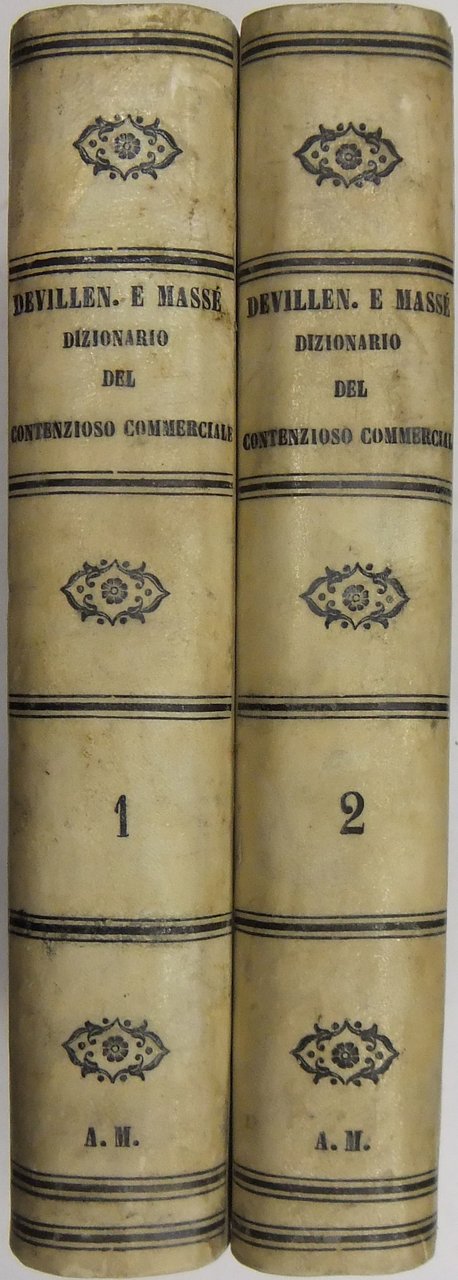 DEVILLEN. E MASSÉ
DIZIONARIO
DEL
CONTENZIOSO COMMERCIALE
1
A. M.
DEVILLEN. E MASSÉ
DIZIONARIO
DEL
CONTENZIOSO COMMERCIALE
2
A. M.